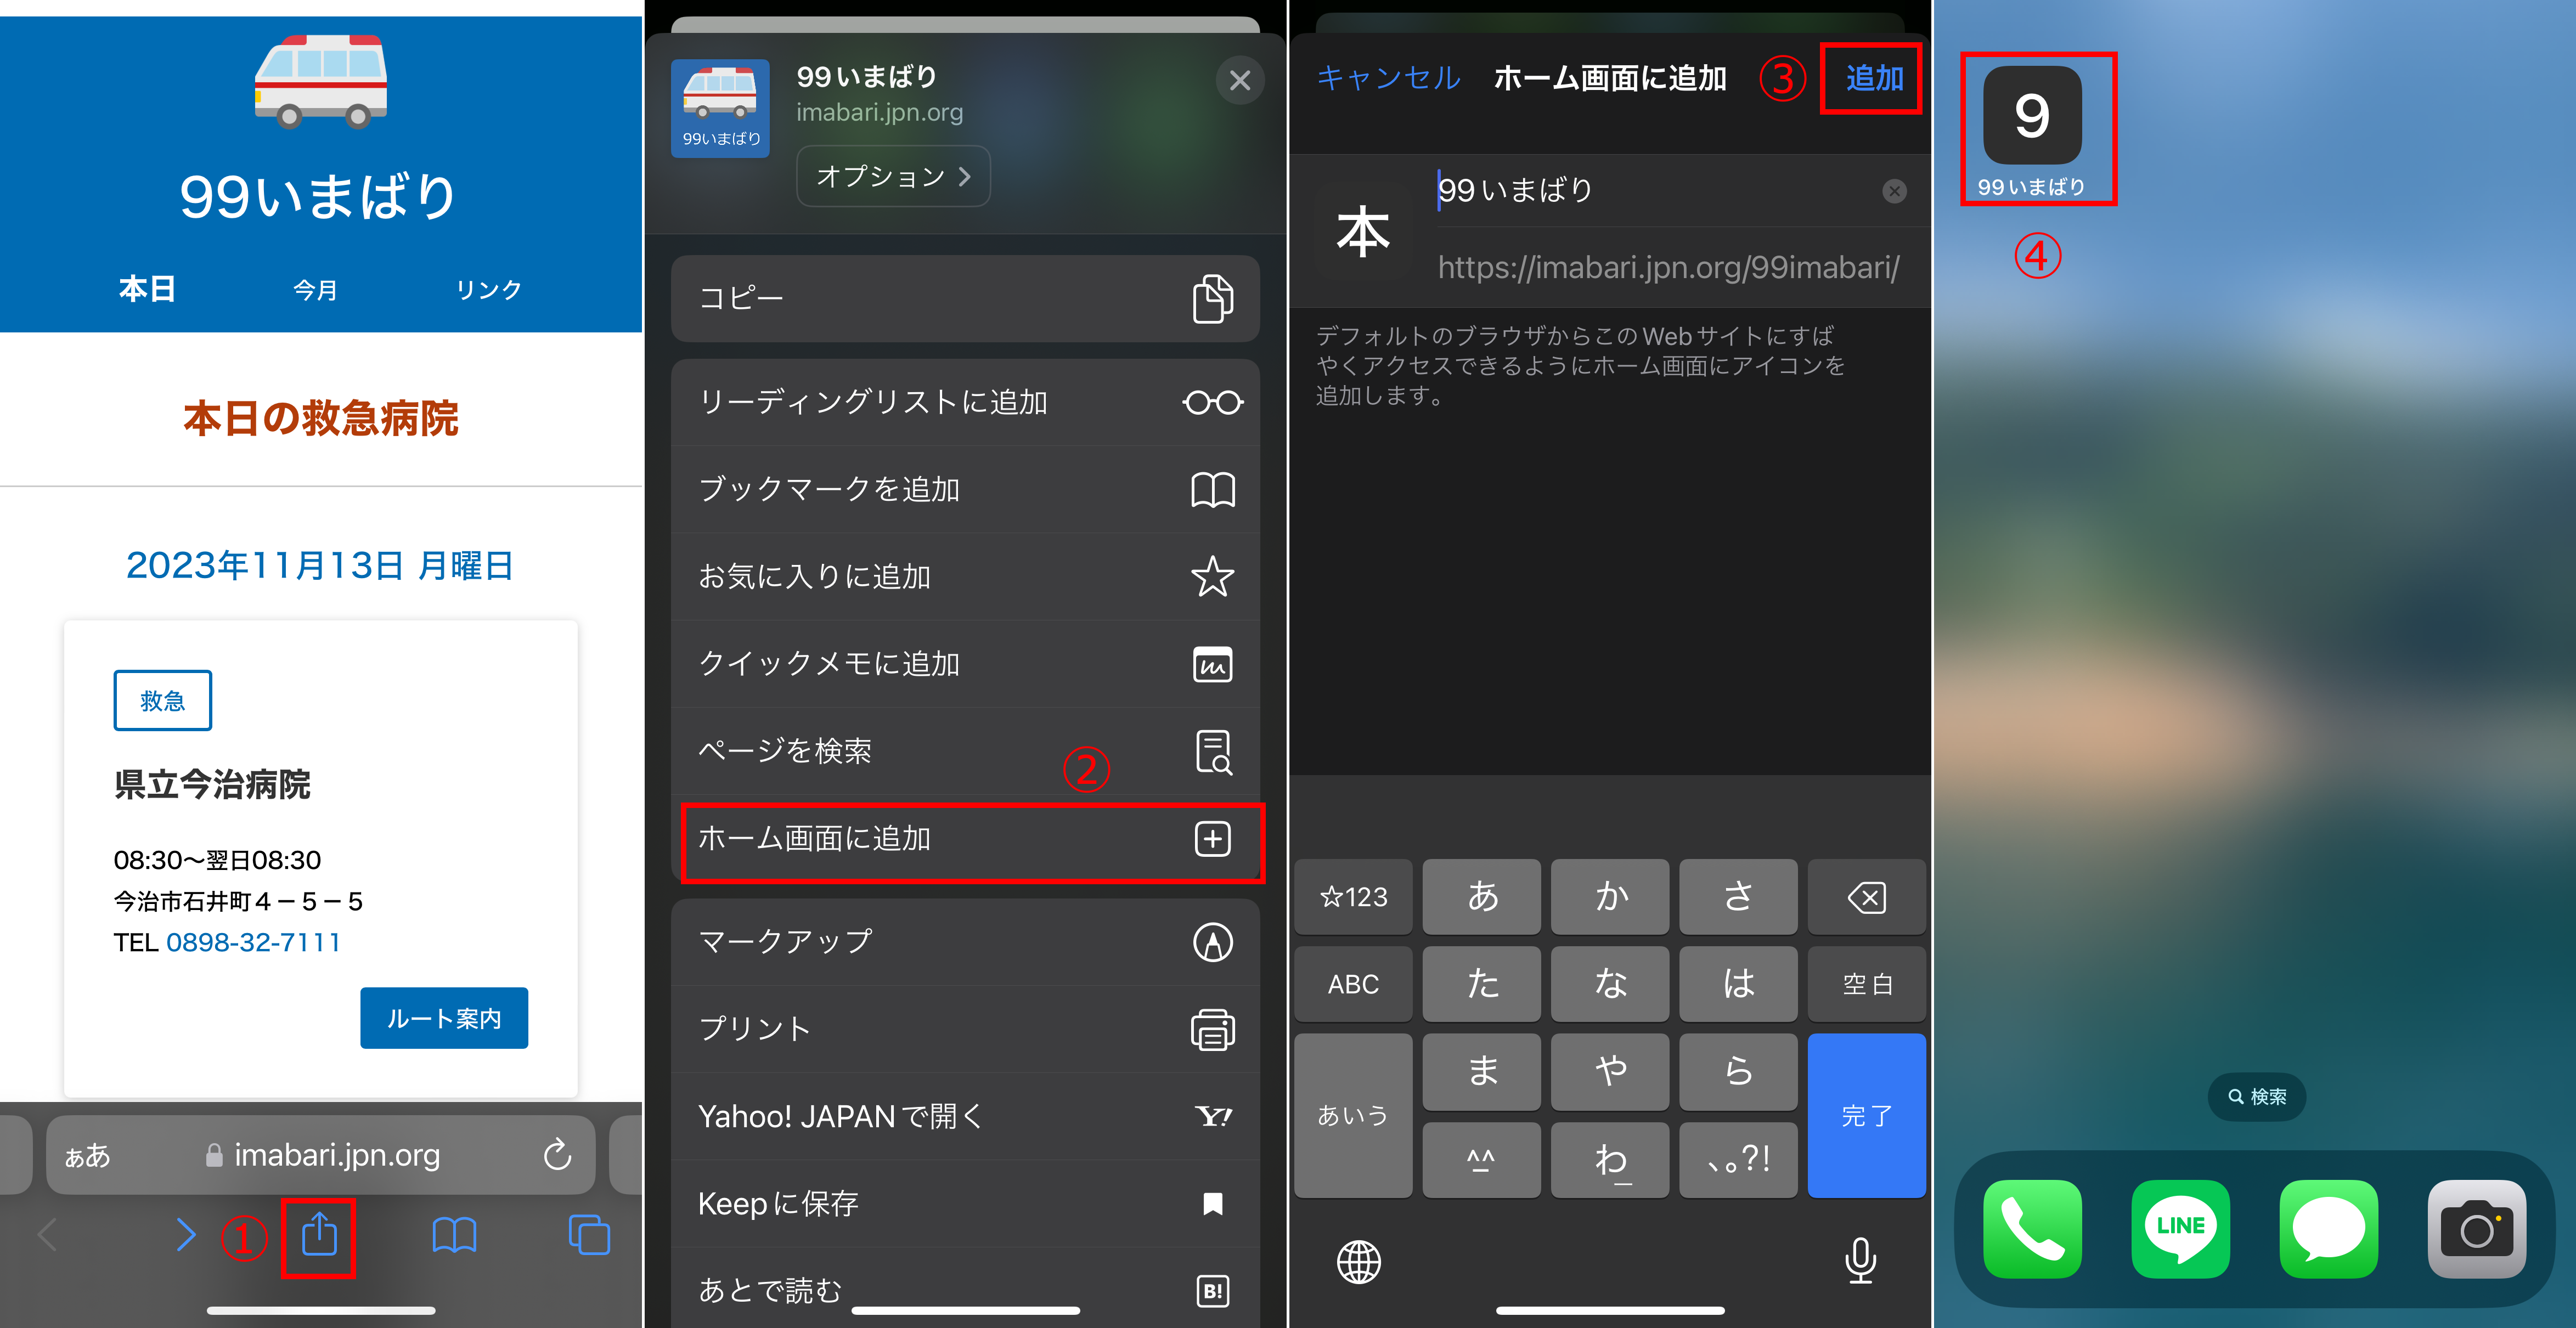 99いまばり
本日
今月
リンク
本日の救急病院
2023年11月13日 月曜日
救急
県立今治病院
08:30〜翌日08:30
今治市石井町４－５－５
TEL 0898-32-7111
ルート案内
ぁあ
imabari.jpn.org
①
99いまばり
99いまばり
imabari.jpn.org
オプション
コピー
リーディングリストに追加
ブックマークを追加
お気に入りに追加
クイックメモに追加
ページを検索
②
ホーム画面に追加
マークアップ
プリント
Yahoo! JAPANで開く
Y!
Keepに保存
あとで読む
B!
キャンセル
ホーム画面に追加
③
追加
本
99いまばり
https://imabari.jpn.org/99imabari/
デフォルトのブラウザからこのWebサイトにすば
やくアクセスできるようにホーム画面にアイコンを
追加します。
☆123
あ
か
さ
ABC
た
な
は
空白
あいう
ま
や
ら
完了
^^
わ
､｡?!
9
99いまばり
④
検索
LINE